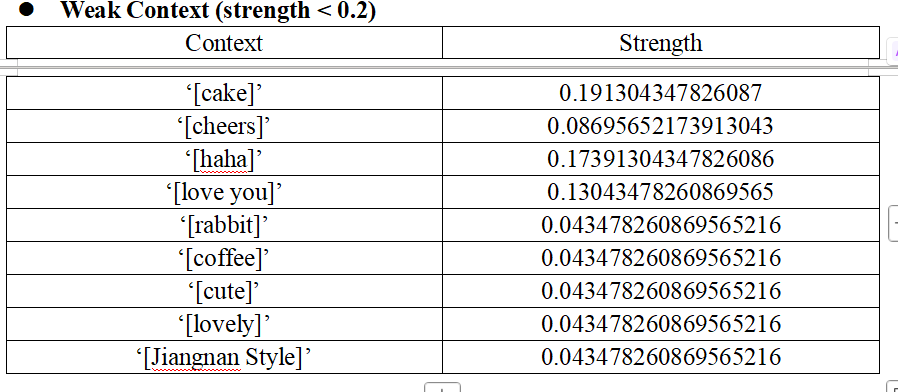 ● Weak Context (strength < 0.2)
Context Strength
‘[cake]’ 0.191304347826087
‘[cheers]’ 0.08695652173913043
‘[haha]’ 0.17391304347826086
‘[love you]’ 0.13043478260869565
‘[rabbit]’ 0.043478260869565216
‘[coffee]’ 0.043478260869565216
‘[cute]’ 0.043478260869565216
‘[lovely]’ 0.043478260869565216
‘[Jiangnan Style]’ 0.043478260869565216